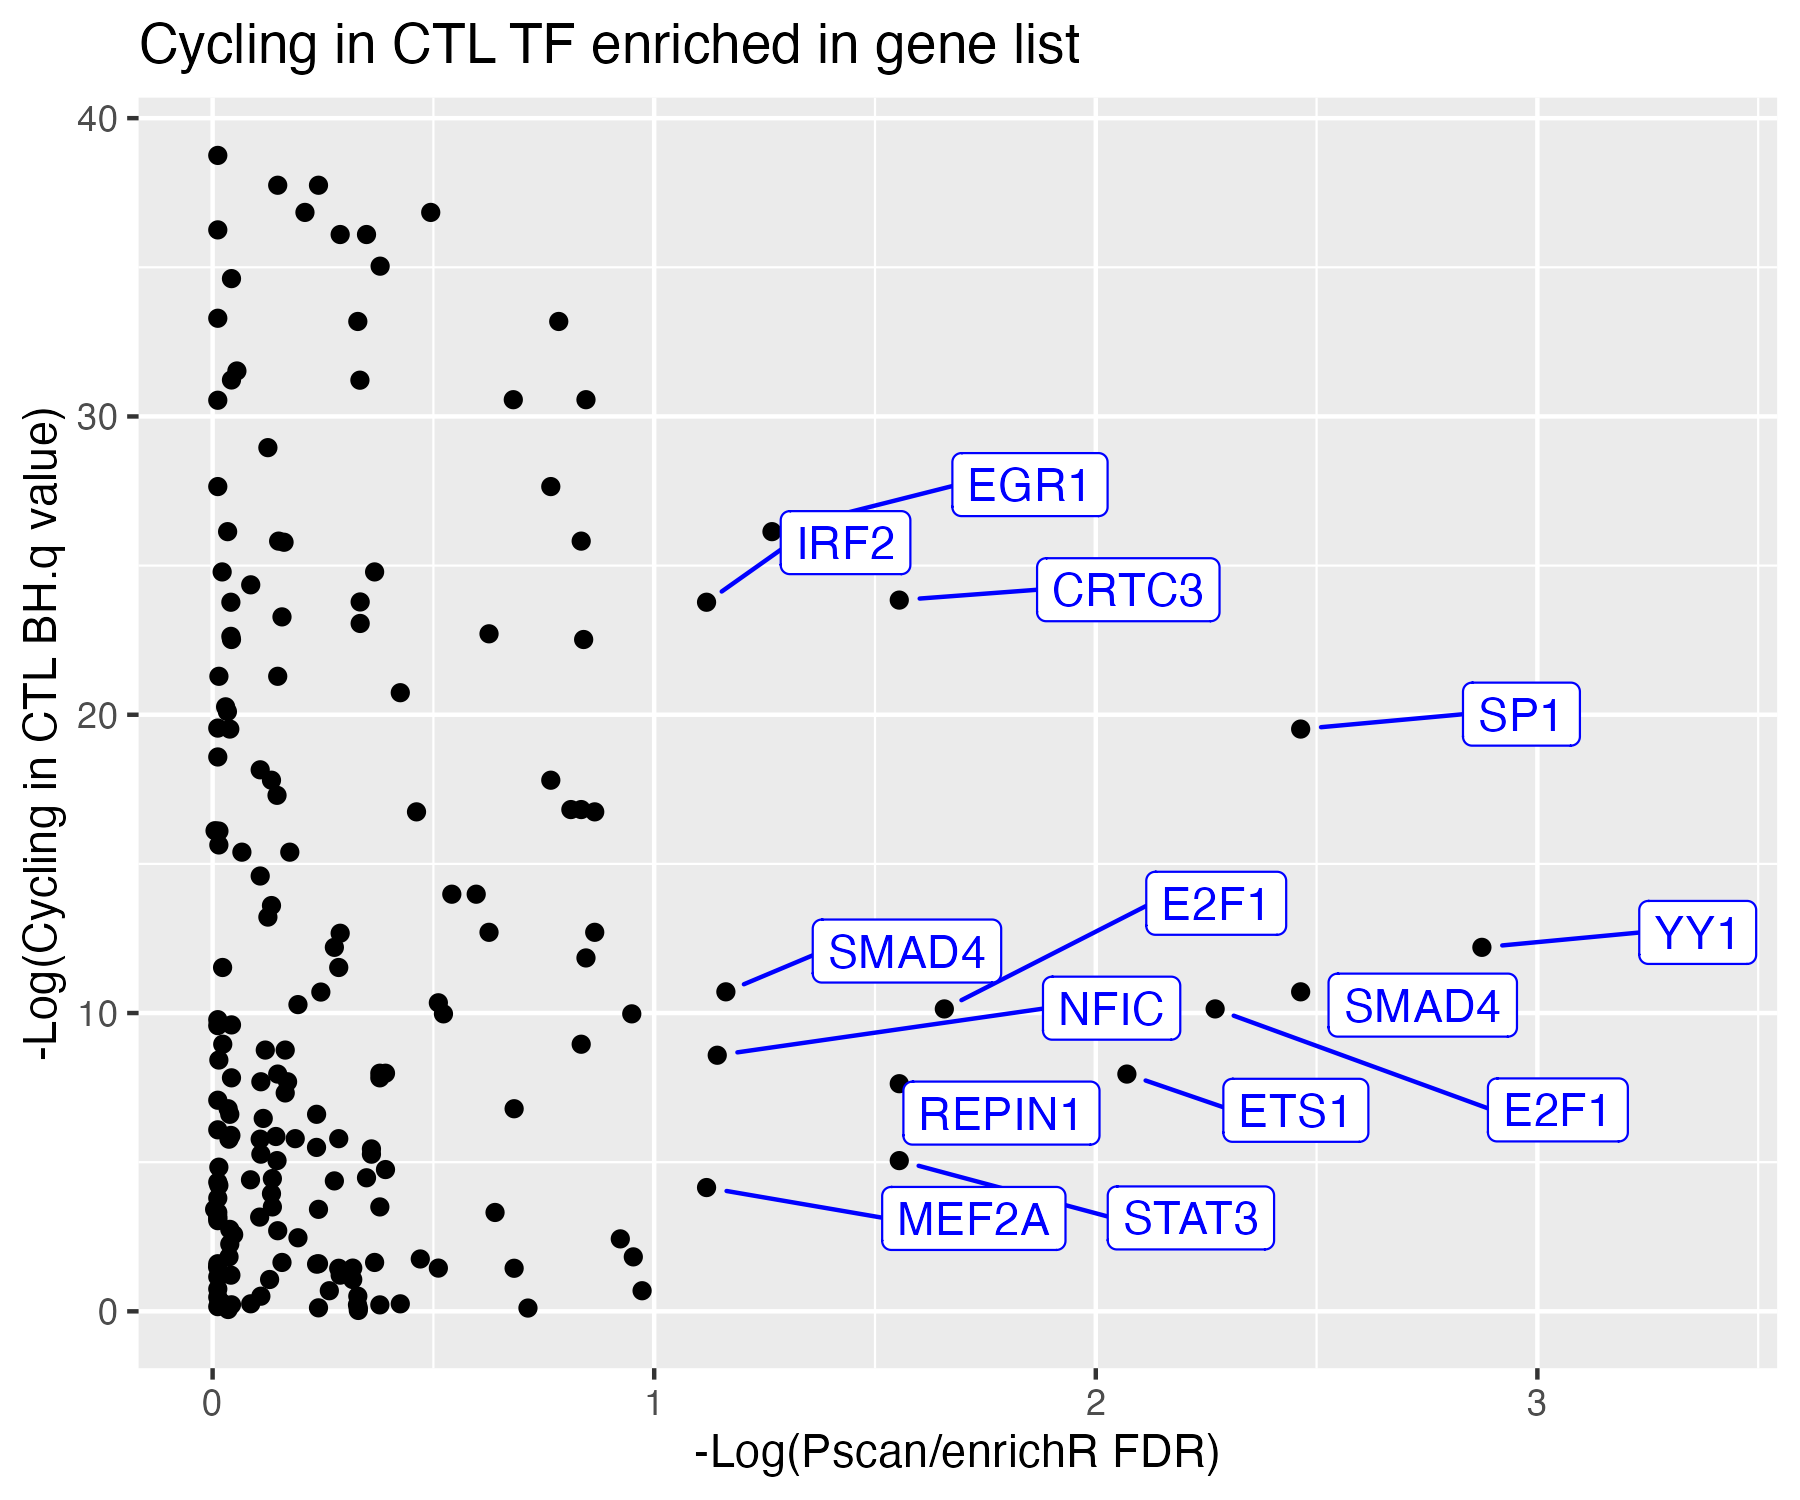 Cycling in CTL TF enriched in gene list
-Log(Cycling in CTL BH.q value)
40
30
20
10
0
EGR1
IRF2
CRTC3
SP1
E2F1
YY1
SMAD4
SMAD4
NFIC
REPIN1
ETS1
E2F1
MEF2A
STAT3
0
1
2
3
-Log(Pscan/enrichR FDR)